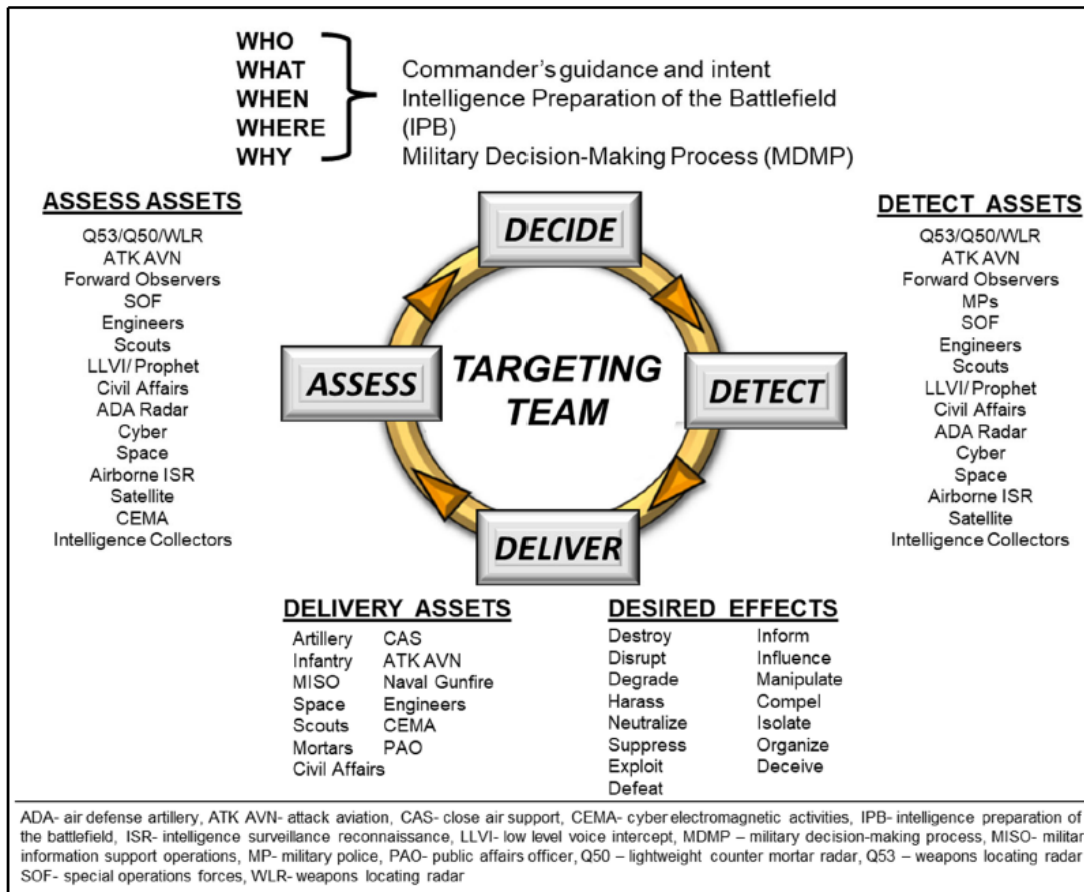 WHO
WHAT
WHEN
WHERE
WHY
Commander's guidance and intent
Intelligence Preparation of the Battlefield
(IPB)
Military Decision-Making Process (MDMP)
ASSESS ASSETS
Q53/Q50/WLR
ATK AVN
Forward Observers
SOF
Engineers
Scouts
LLVI/ Prophet
Civil Affairs
ADA Radar
Cyber
Space
Airborne ISR
Satellite
CEMA
Intelligence Collectors
DECIDE
ASSESS
TARGETING
TEAM
DETECT
DELIVER
DETECT ASSETS
Q53/Q50/WLR
ATK AVN
Forward Observers
MPs
SOF
Engineers
Scouts
LLVI/ Prophet
Civil Affairs
ADA Radar
Cyber
Space
Airborne ISR
Satellite
Intelligence Collectors
DELIVERY ASSETS
Artillery CAS
Infantry ATK AVN
MISO Naval Gunfire
Space Engineers
Scouts CEMA
Mortars PAO
Civil Affairs
DESIRED EFFECTS
Destroy Inform
Disrupt Influence
Degrade Manipulate
Harass Compel
Neutralize Isolate
Suppress Organize
Exploit Deceive
Defeat
ADA- air defense artillery, ATK AVN- attack aviation, CAS- close air support, CEMA- cyber electromagnetic activities, IPB- intelligence preparation of
the battlefield, ISR- intelligence surveillance reconnaissance, LLVI- low level voice intercept, MDMP – military decision-making process, MISO- militar
information support operations, MP- military police, PAO- public affairs officer, Q50 – lightweight counter mortar radar, Q53 – weapons locating radar
SOF- special operations forces, WLR- weapons locating radar